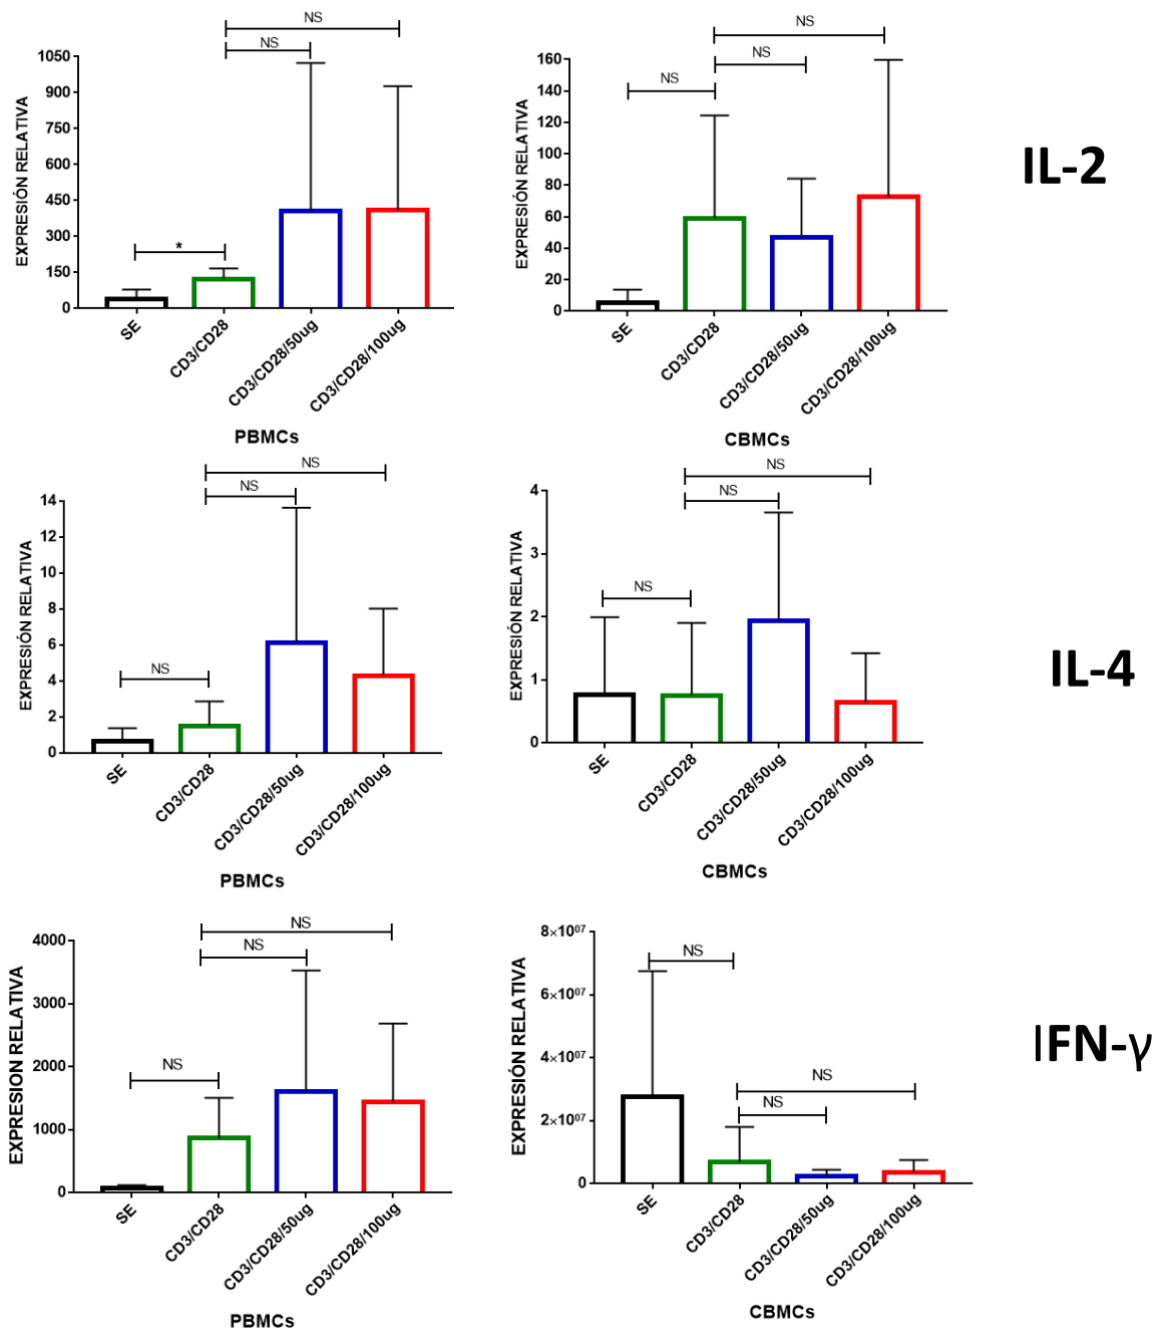 NS
NS
1050
900
750
600
450
300
150
0
EXPRESIÓN RELATIVA
*
SE
CD3/CD28
CD3/CD28/50ug
CD3/CD28/100ug
PBMCs
NS
NS
NS
160
140
120
100
80
60
40
20
0
EXPRESIÓN RELATIVA
SE
CD3/CD28
CD3/CD28/50ug
CD3/CD28/100ug
CBMCs
IL-2
NS
NS
NS
14
12
10
8
6
4
2
0
EXPRESIÓN RELATIVA
SE
CD3/CD28
CD3/CD28/50ug
CD3/CD28/100ug
PBMCs
NS
NS
NS
4
3
2
1
0
EXPRESIÓN RELATIVA
SE
CD3/CD28
CD3/CD28/50ug
CD3/CD28/100ug
CBMCs
IL-4
NS
NS
NS
4000
3000
2000
1000
0
EXPRESION RELATIVA
SE
CD3/CD28
CD3/CD28/50ug
CD3/CD28/100ug
PBMCs
NS
NS
NS
8×10⁰⁷
6×10⁰⁷
4×10⁰⁷
2×10⁰⁷
0
EXPRESIÓN RELATIVA
SE
CD3/CD28
CD3/CD28/50ug
CD3/CD28/100ug
CBMCs
IFN-γ